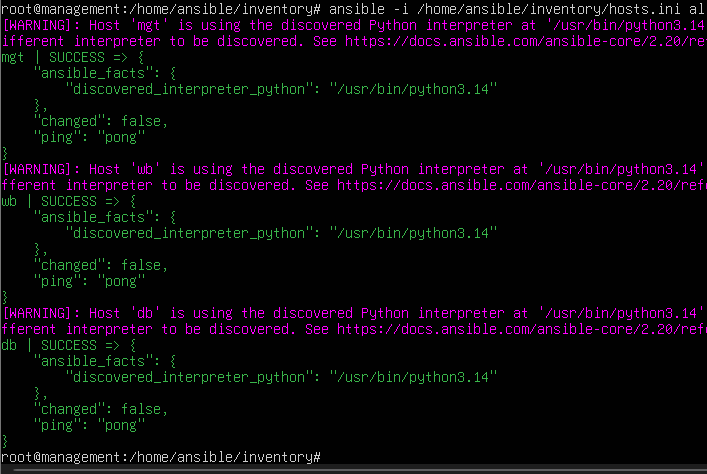 root@management:/home/ansible/inventory# ansible -i /home/ansible/inventory/hosts.ini al
[WARNING]: Host 'mgt' is using the discovered Python interpreter at '/usr/bin/python3.14'
ifferent interpreter to be discovered. See https://docs.ansible.com/ansible-core/2.20/ref
mgt | SUCCESS => {
    "ansible_facts": {
        "discovered_interpreter_python": "/usr/bin/python3.14"
    },
    "changed": false,
    "ping": "pong"
}
[WARNING]: Host 'wb' is using the discovered Python interpreter at '/usr/bin/python3.14'
fferent interpreter to be discovered. See https://docs.ansible.com/ansible-core/2.20/refe
wb | SUCCESS => {
    "ansible_facts": {
        "discovered_interpreter_python": "/usr/bin/python3.14"
    },
    "changed": false,
    "ping": "pong"
}
[WARNING]: Host 'db' is using the discovered Python interpreter at '/usr/bin/python3.14'
fferent interpreter to be discovered. See https://docs.ansible.com/ansible-core/2.20/refe
db | SUCCESS => {
    "ansible_facts": {
        "discovered_interpreter_python": "/usr/bin/python3.14"
    },
    "changed": false,
    "ping": "pong"
}
root@management:/home/ansible/inventory#